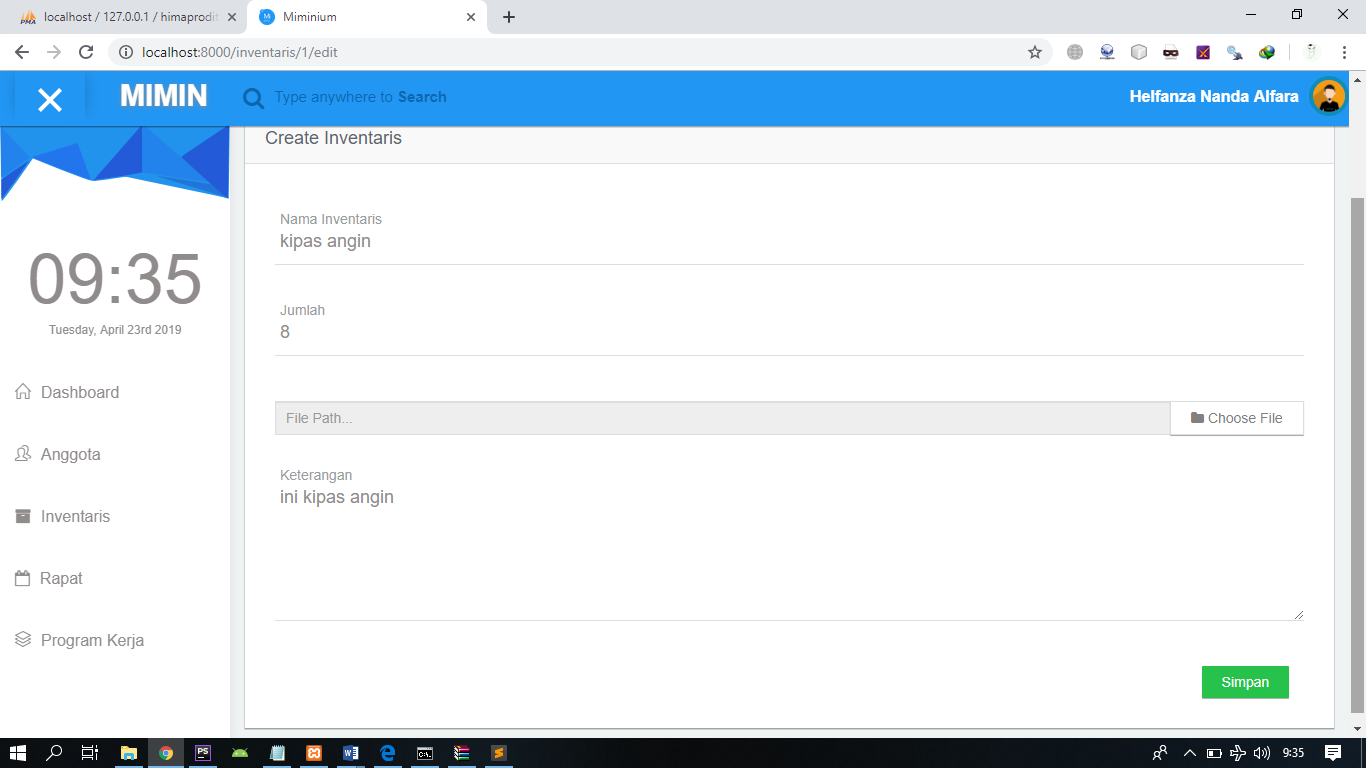 localhost / 127.0.0.1 / himaprodit
Miminium
localhost:8000/inventaris/1/edit
MIMIN
Type anywhere to Search
Helfanza Nanda Alfara
Create Inventaris
Nama Inventaris
kipas angin
Jumlah
8
File Path...
Choose File
Keterangan
ini kipas angin
Simpan
09:35
Tuesday, April 23rd 2019
Dashboard
Anggota
Inventaris
Rapat
Program Kerja
9:35